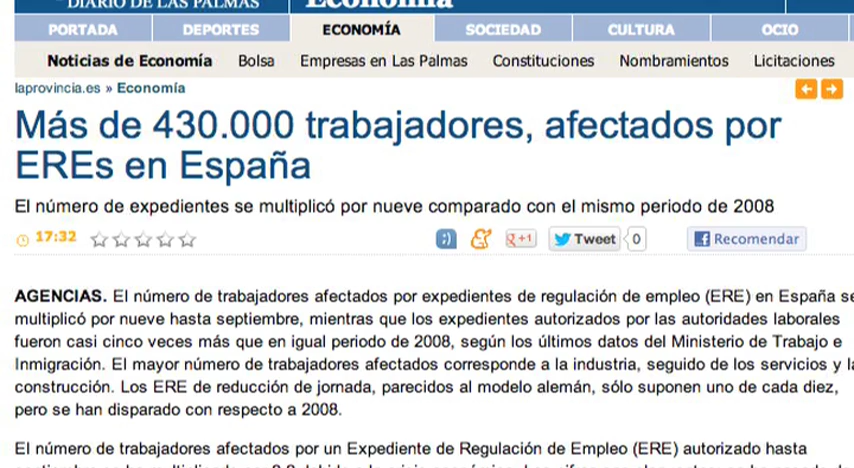 DIARIO DE LAS PALMAS
Economía
PORTADA DEPORTES ECONOMÍA SOCIEDAD CULTURA OCIO
Noticias de Economía Bolsa Empresas en Las Palmas Constituciones Nombramientos Licitaciones
laprovincia.es » Economía
Más de 430.000 trabajadores, afectados por
EREs en España
El número de expedientes se multiplicó por nueve comparado con el mismo periodo de 2008
17:32 ;) g +1 Tweet 0 f Recomendar
AGENCIAS. El número de trabajadores afectados por expedientes de regulación de empleo (ERE) en España se
multiplicó por nueve hasta septiembre, mientras que los expedientes autorizados por las autoridades laborales
fueron casi cinco veces más que en igual periodo de 2008, según los últimos datos del Ministerio de Trabajo e
Inmigración. El mayor número de trabajadores afectados corresponde a la industria, seguido de los servicios y la
construcción. Los ERE de reducción de jornada, parecidos al modelo alemán, sólo suponen uno de cada diez,
pero se han disparado con respecto a 2008.
El número de trabajadores afectados por un Expediente de Regulación de Empleo (ERE) autorizado hasta